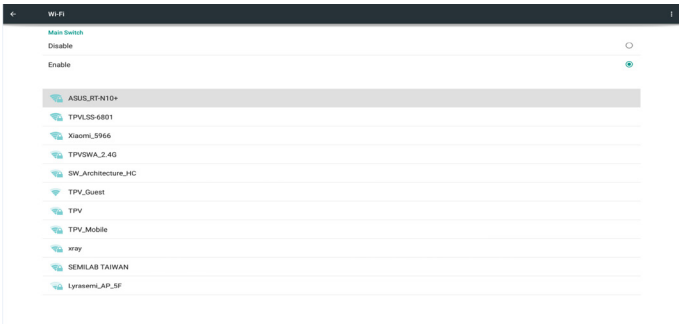 Wi-Fi
Main Switch
Disable
Enable
ASUS_RT-N10+
TPVLSS-6801
Xiaomi_5966
TPVSWA_2.4G
SW_Architecture_HC
TPV_Guest
TPV
TPV_Mobile
xray
SEMILAB TAIWAN
Lyrasemi_AP_5F